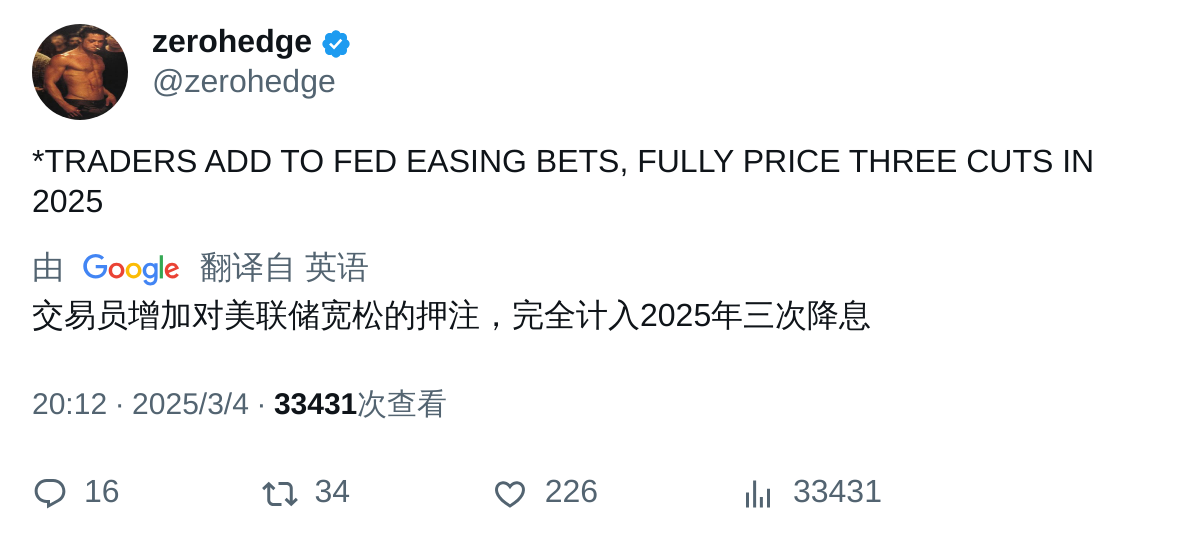 zerohedge
@zerohedge
*TRADERS ADD TO FED EASING BETS, FULLY PRICE THREE CUTS IN
2025
由 Google 翻译自 英语
交易员增加对美联储宽松的押注，完全计入2025年三次降息
20:12 · 2025/3/4 · 33431次查看
16 34 226 33431